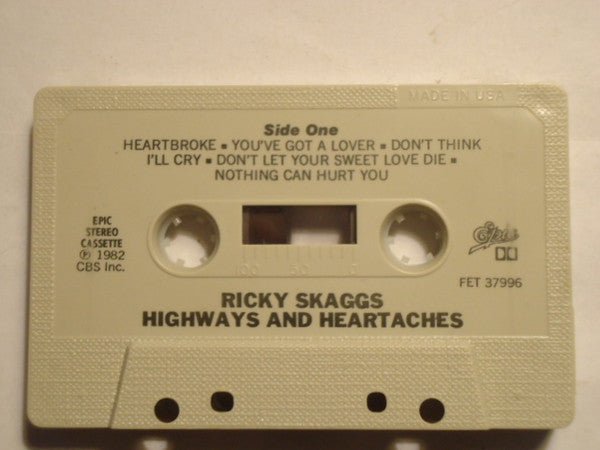 MADE IN USA
Side One
HEARTBROKE ▪ YOU'VE GOT A LOVER ▪ DON'T THINK
I'LL CRY ▪ DON'T LET YOUR SWEET LOVE DIE ▪
NOTHING CAN HURT YOU
EPIC
STEREO
CASSETTE
℗ 1982
CBS Inc.
Epic
100 50 0
FET 37996
RICKY SKAGGS
HIGHWAYS AND HEARTACHES